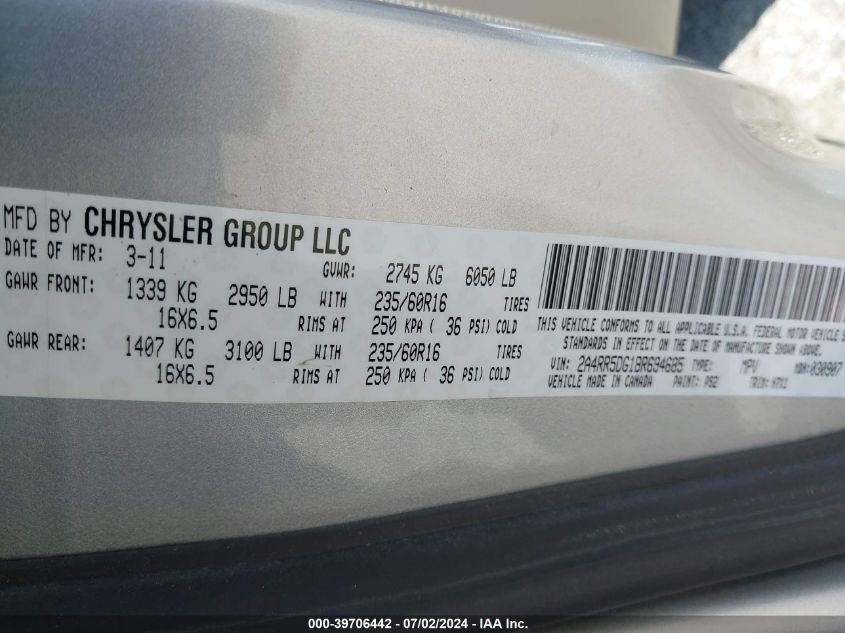 MFD BY CHRYSLER GROUP LLC
DATE OF MFR: 3-11 GVWR: 2745 KG 6050 LB
GAWR FRONT: 1339 KG 2950 LB WITH 235/60R16 TIRES
16X6.5 RIMS AT 250 KPA ( 36 PSI) COLD
GAWR REAR: 1407 KG 3100 LB WITH 235/60R16 TIRES
16X6.5 RIMS AT 250 KPA ( 36 PSI) COLD
THIS VEHICLE CONFORMS TO ALL APPLICABLE U.S.A. FEDERAL MOTOR VEHICLE S
STANDARDS IN EFFECT ON THE DATE OF MANUFACTURE SHOWN ABOVE.
VIN: 2A4RR5DG1BR694685 TYPE: MPV MDH: 030907
VEHICLE MADE IN CANADA PAINT: PS2 TRIM:
000-39706442 - 07/02/2024 - IAA Inc.